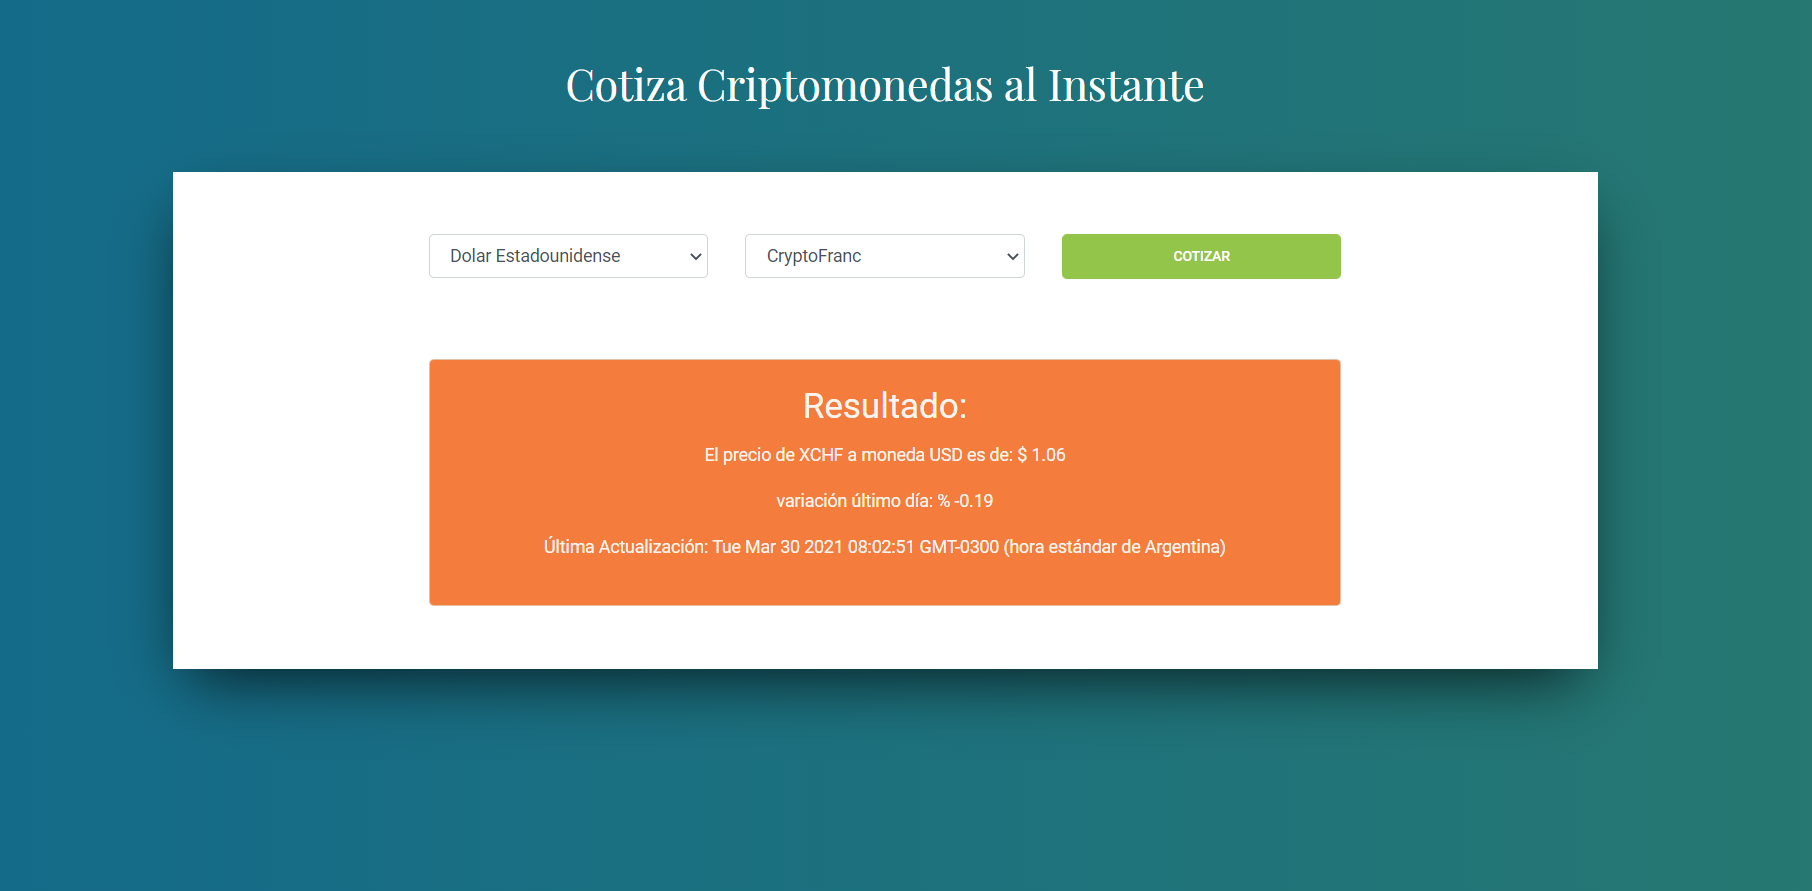 Cotiza Criptomonedas al Instante
Dolar Estadounidense
CryptoFranc
COTIZAR
Resultado:
El precio de XCHF a moneda USD es de: $ 1.06
variación último día: % -0.19
Última Actualización: Tue Mar 30 2021 08:02:51 GMT-0300 (hora estándar de Argentina)